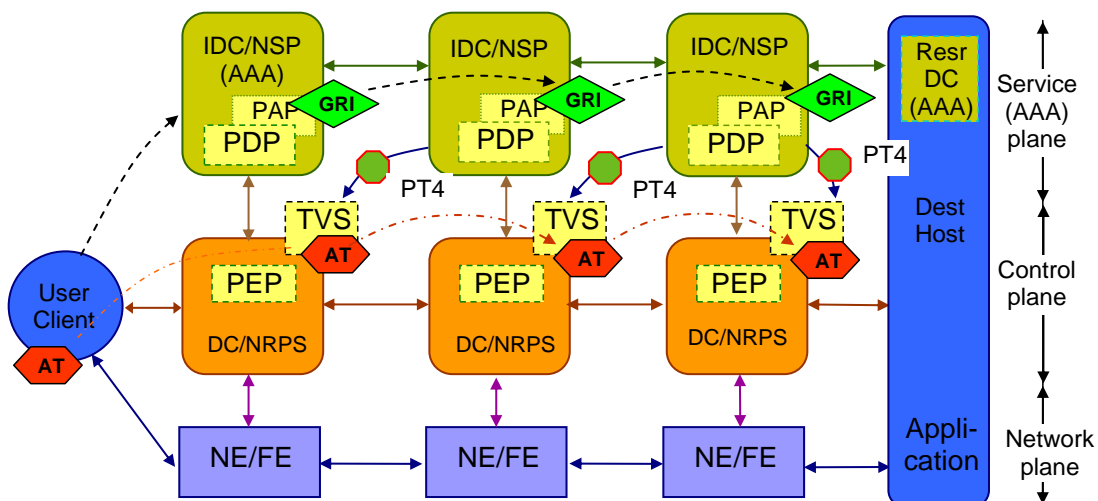 IDC/NSP
(AAA)
PAP
GRI
PDP
IDC/NSP
PAP
GRI
PDP
IDC/NSP
PAP
GRI
PDP
Resr
DC
(AAA)
Service
(AAA)
plane
PT4
PT4
PT4
TVS
AT
PEP
DC/NRPS
TVS
AT
PEP
DC/NRPS
TVS
AT
PEP
DC/NRPS
Dest
Host
Control
plane
User
Client
AT
NE/FE
NE/FE
NE/FE
Appli-
cation
Network
plane